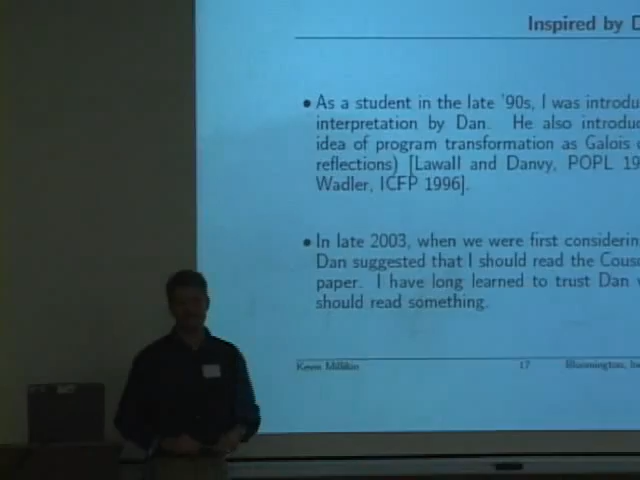 Inspired by D
• As a student in the late '90s, I was introdu
interpretation by Dan. He also introduc
idea of program transformation as Galois
reflections) [Lawall and Danvy, POPL 19
Wadler, ICFP 1996].
• In late 2003, when we were first considerin
Dan suggested that I should read the Cous
paper. I have long learned to trust Dan
should read something.
Kevin Millikin 17 Bloomington, In